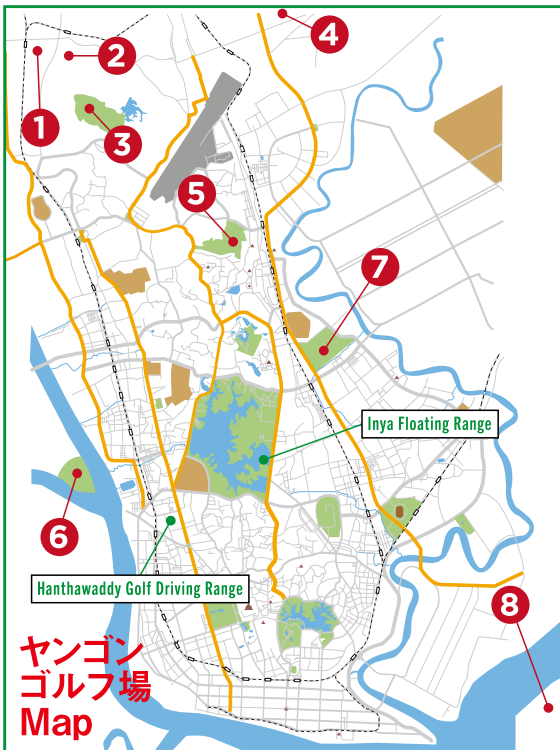 4
2
1
3
5
7
Inya Floating Range
6
Hanthawaddy Golf Driving Range
8
ヤンゴン
ゴルフ場
Map